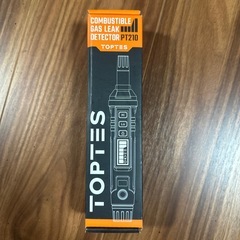 COMBUSTIBLE
GAS LEAK
DETECTOR PT210
TOPTES
TOPTES